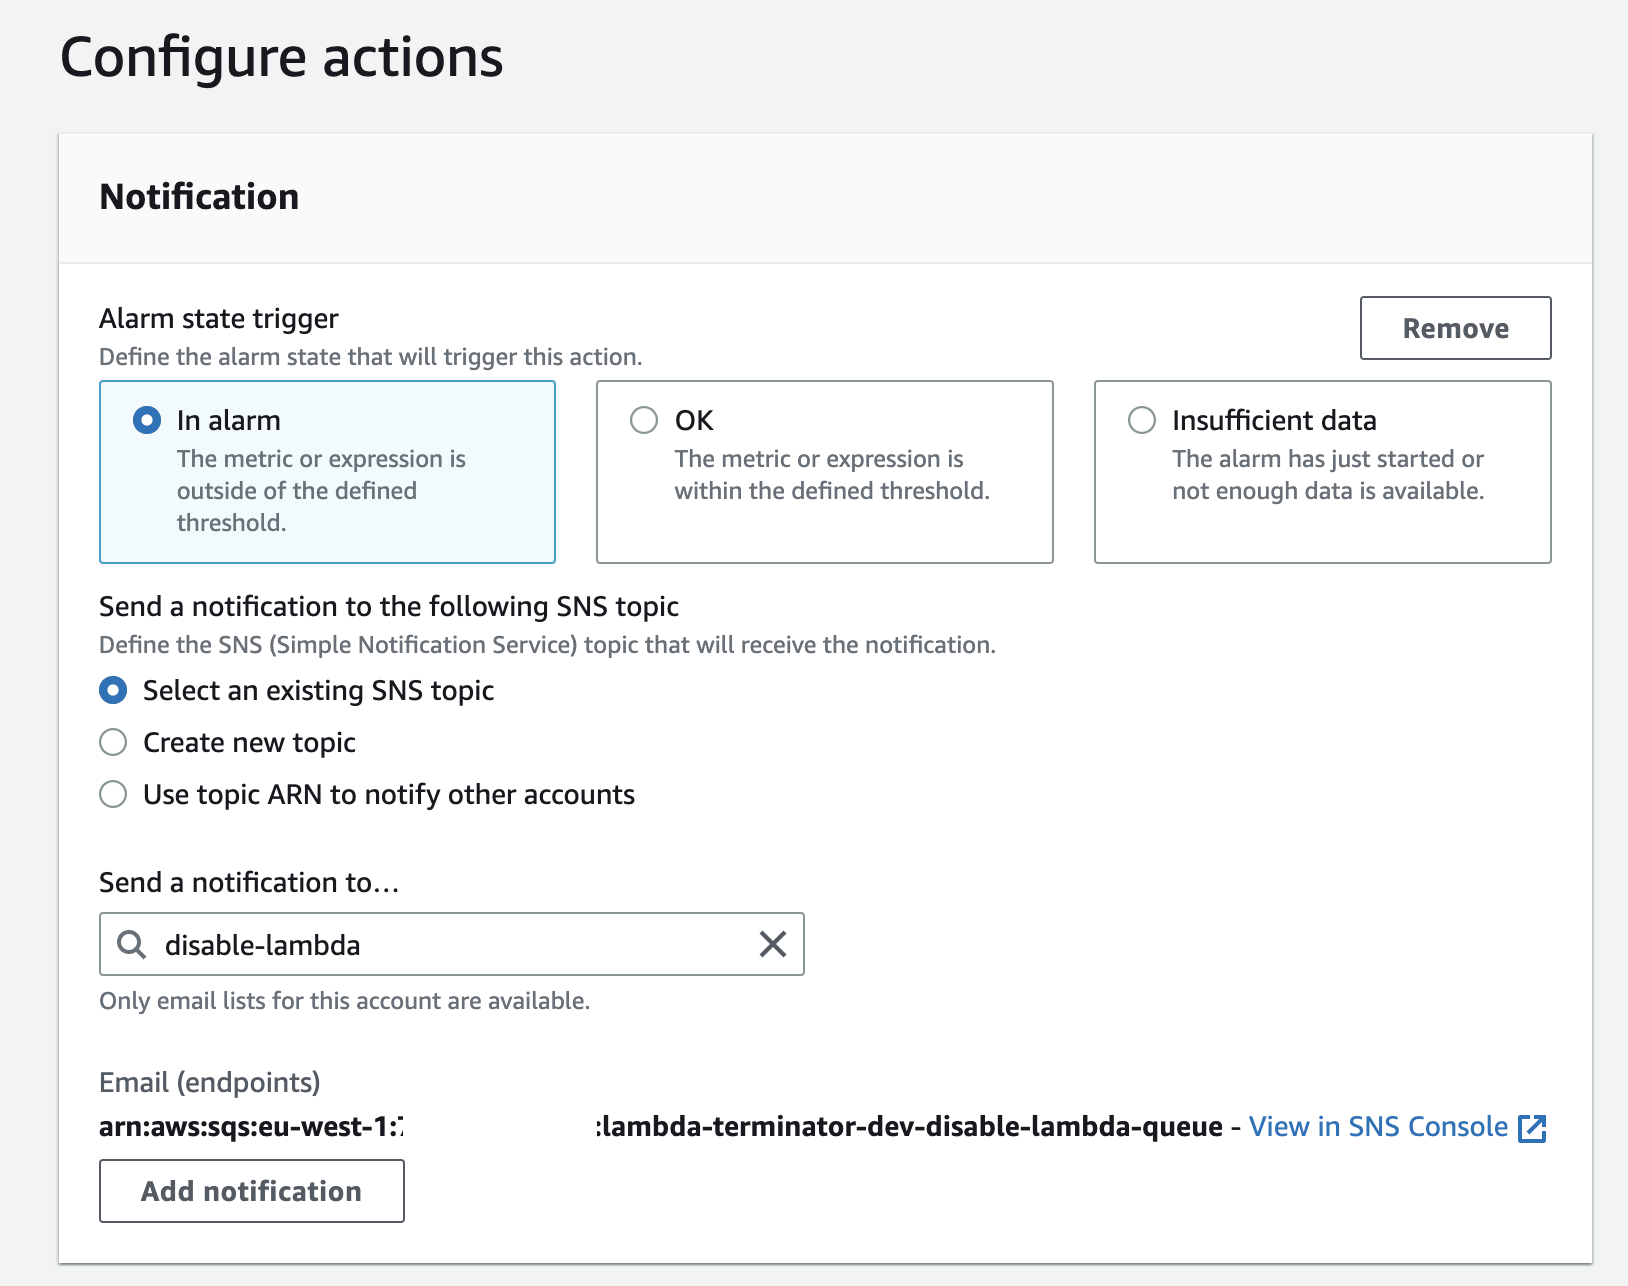 Configure actions
Notification
Alarm state trigger
Remove
Define the alarm state that will trigger this action.
In alarm
The metric or expression is
outside of the defined
threshold.
OK
The metric or expression is
within the defined threshold.
Insufficient data
The alarm has just started or
not enough data is available.
Send a notification to the following SNS topic
Define the SNS (Simple Notification Service) topic that will receive the notification.
Select an existing SNS topic
Create new topic
Use topic ARN to notify other accounts
Send a notification to…
disable-lambda
Only email lists for this account are available.
Email (endpoints)
arn:aws:sqs:eu-west-1: :lambda-terminator-dev-disable-lambda-queue - View in SNS Console
Add notification